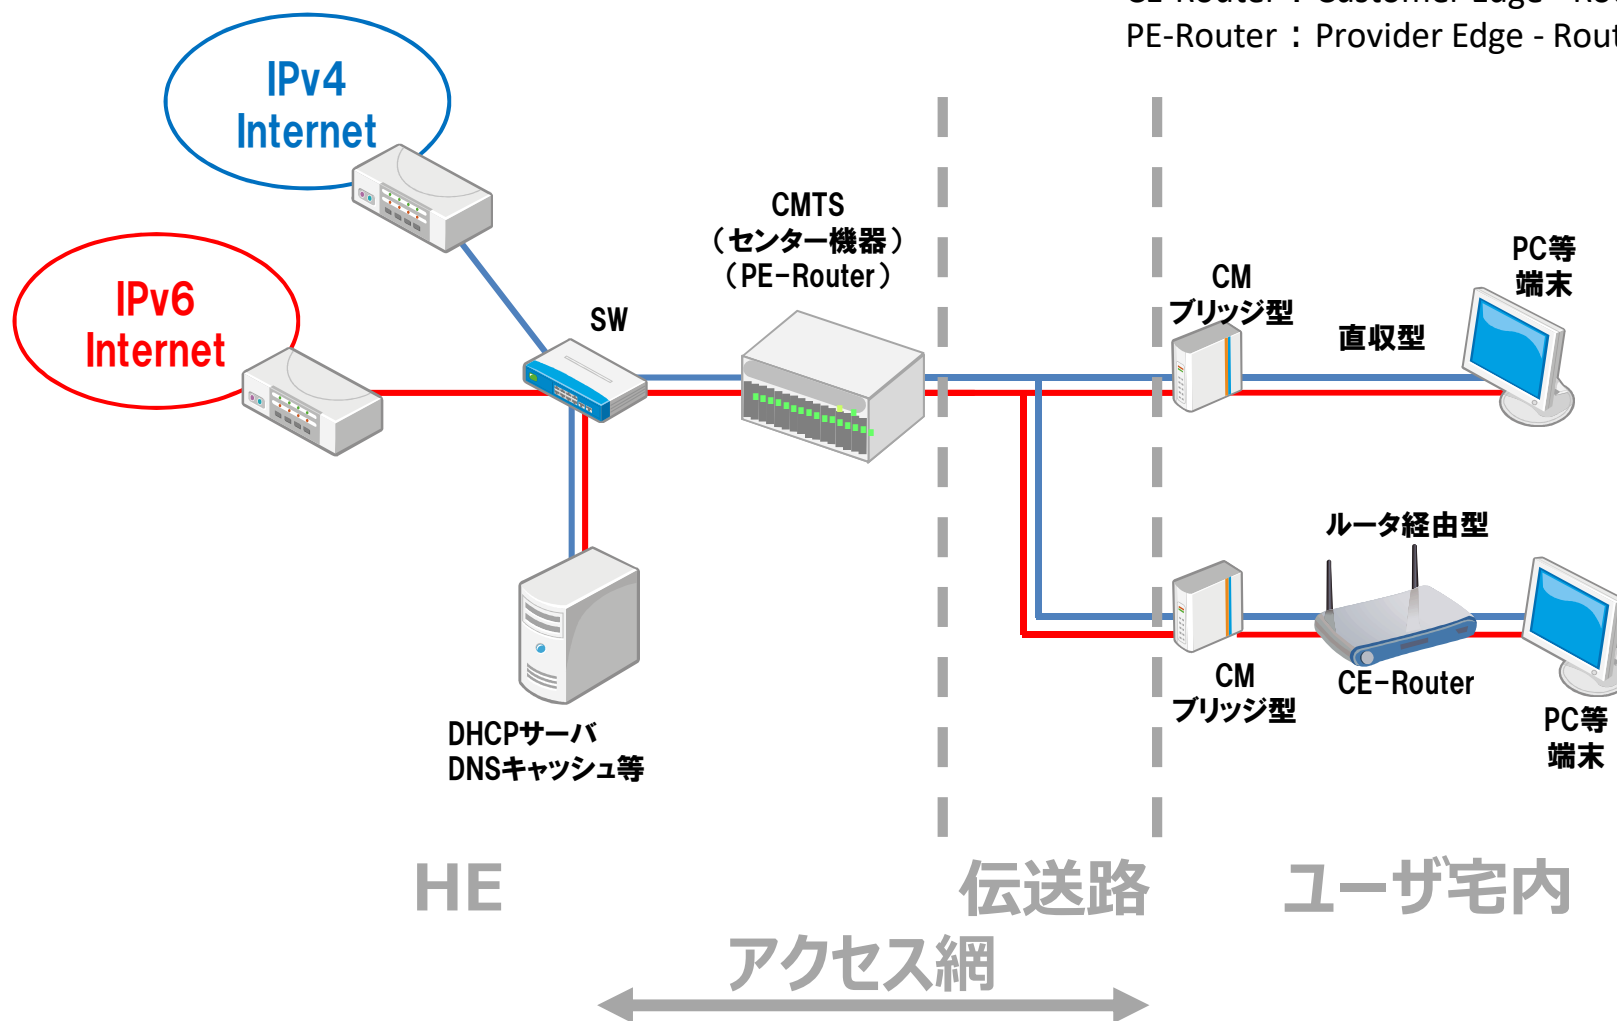 PE-Router：Provider Edge - Rout
IPv4
Internet
IPv6
Internet
SW
CMTS
（センター機器）
（PE-Router）
CM
ブリッジ型
直収型
PC等
端末
ルータ経由型
CM
ブリッジ型
CE-Router
PC等
端末
DHCPサーバ
DNSキャッシュ等
HE
伝送路
ユーザ宅内
アクセス網